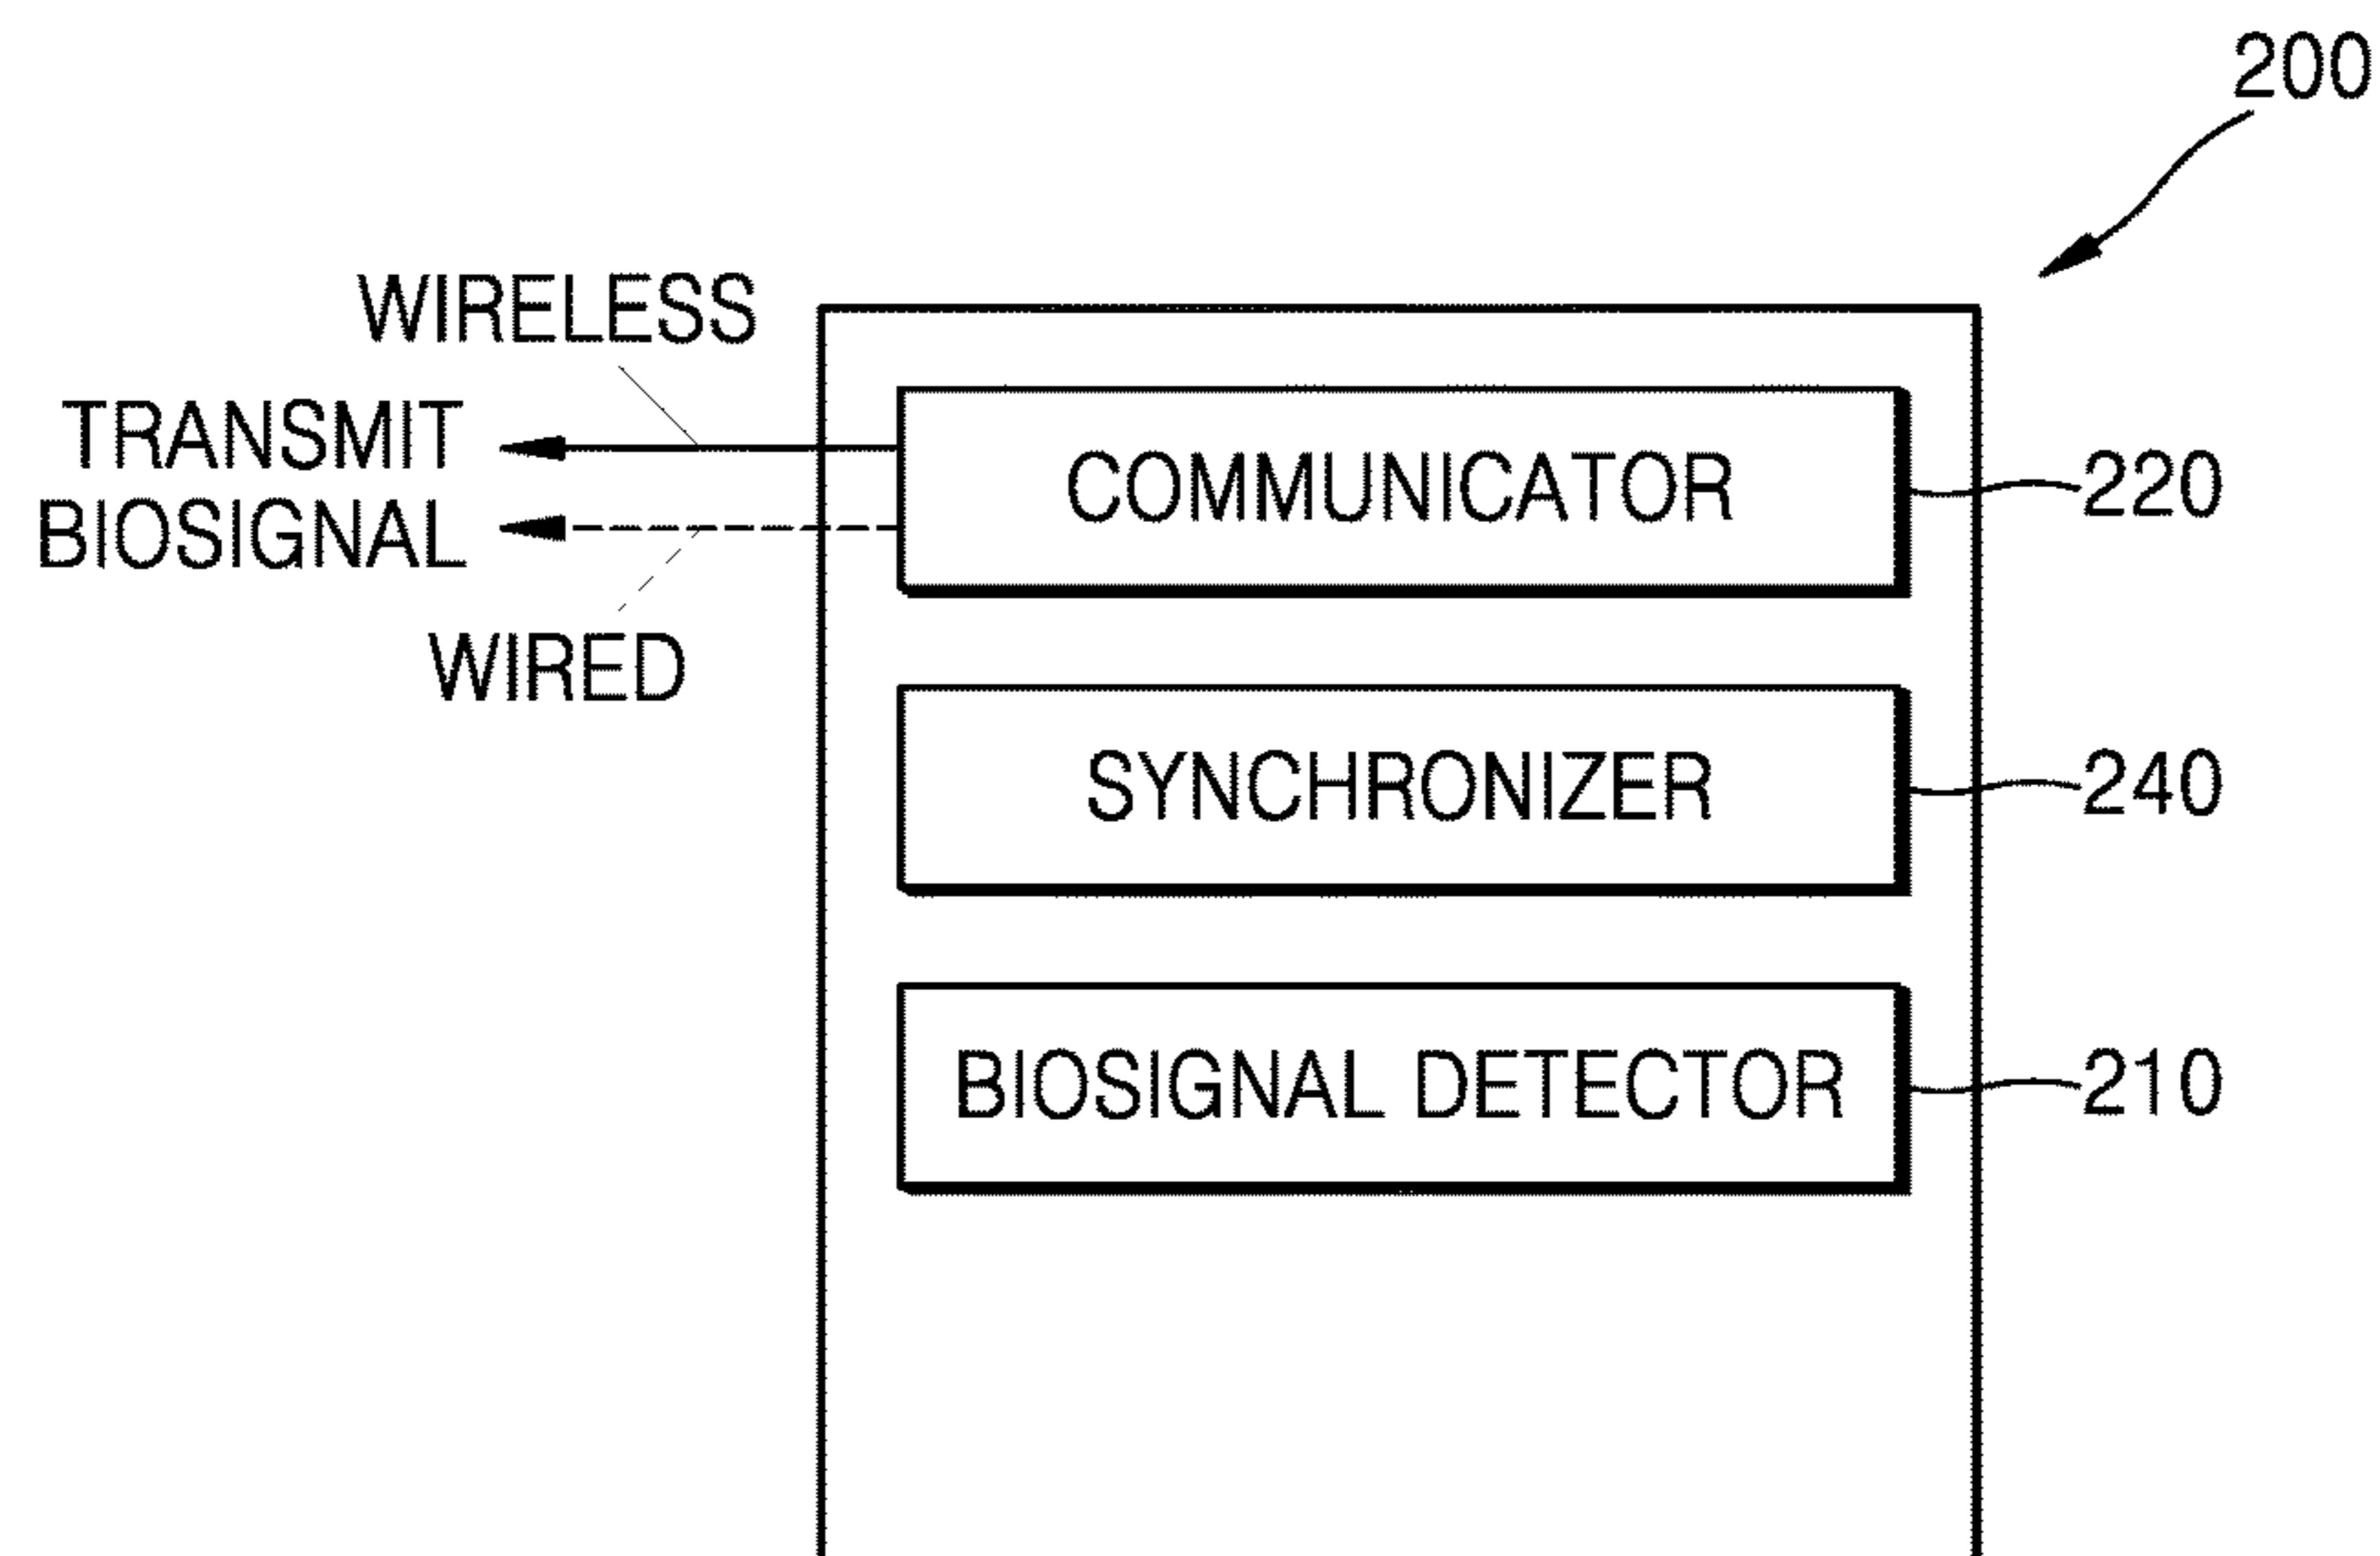 200
WIRELESS
TRANSMIT
BIOSIGNAL
WIRED
COMMUNICATOR
220
SYNCHRONIZER
240
BIOSIGNAL DETECTOR
210